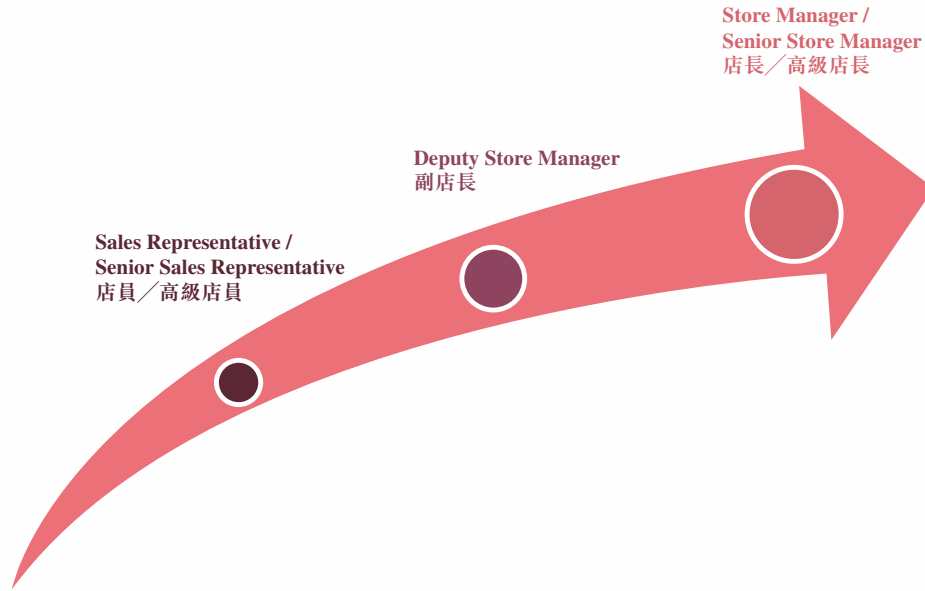 Store Manager /
Senior Store Manager
店長／高級店長
Deputy Store Manager
副店長
Sales Representative /
Senior Sales Representative
店員／高級店員